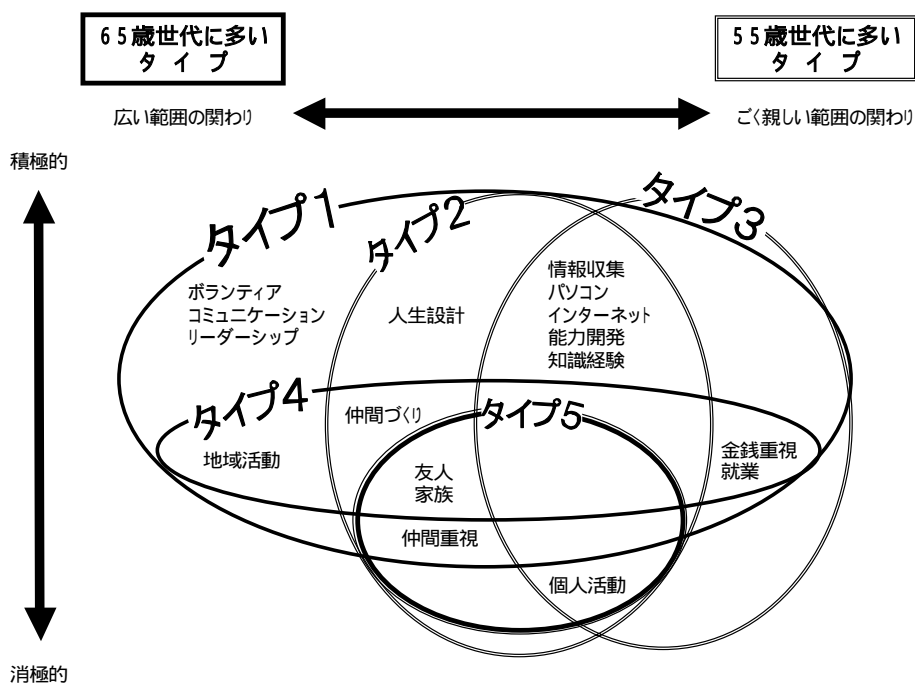 65歳世代に多い
タイプ
55歳世代に多い
タイプ
広い範囲の関わり
ごく親しい範囲の関わり
積極的
タイプ1
タイプ2
タイプ3
ボランティア
コミュニケーション
リーダーシップ
人生設計
情報収集
パソコン
インターネット
能力開発
知識経験
タイプ4
仲間づくり
タイプ5
地域活動
友人
家族
金銭重視
就業
仲間重視
個人活動
消極的